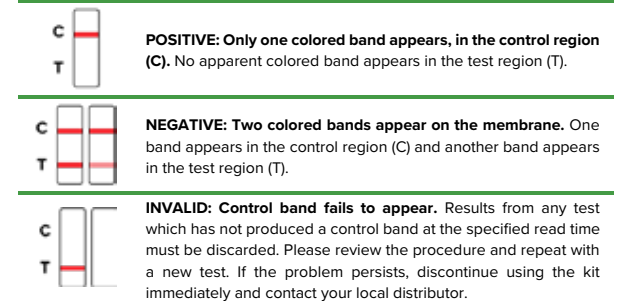 C
T
POSITIVE: Only one colored band appears, in the control region
(C). No apparent colored band appears in the test region (T).
C
T
NEGATIVE: Two colored bands appear on the membrane. One
band appears in the control region (C) and another band appears
in the test region (T).
C
T
INVALID: Control band fails to appear. Results from any test
which has not produced a control band at the specified read time
must be discarded. Please review the procedure and repeat with
a new test. If the problem persists, discontinue using the kit
immediately and contact your local distributor.